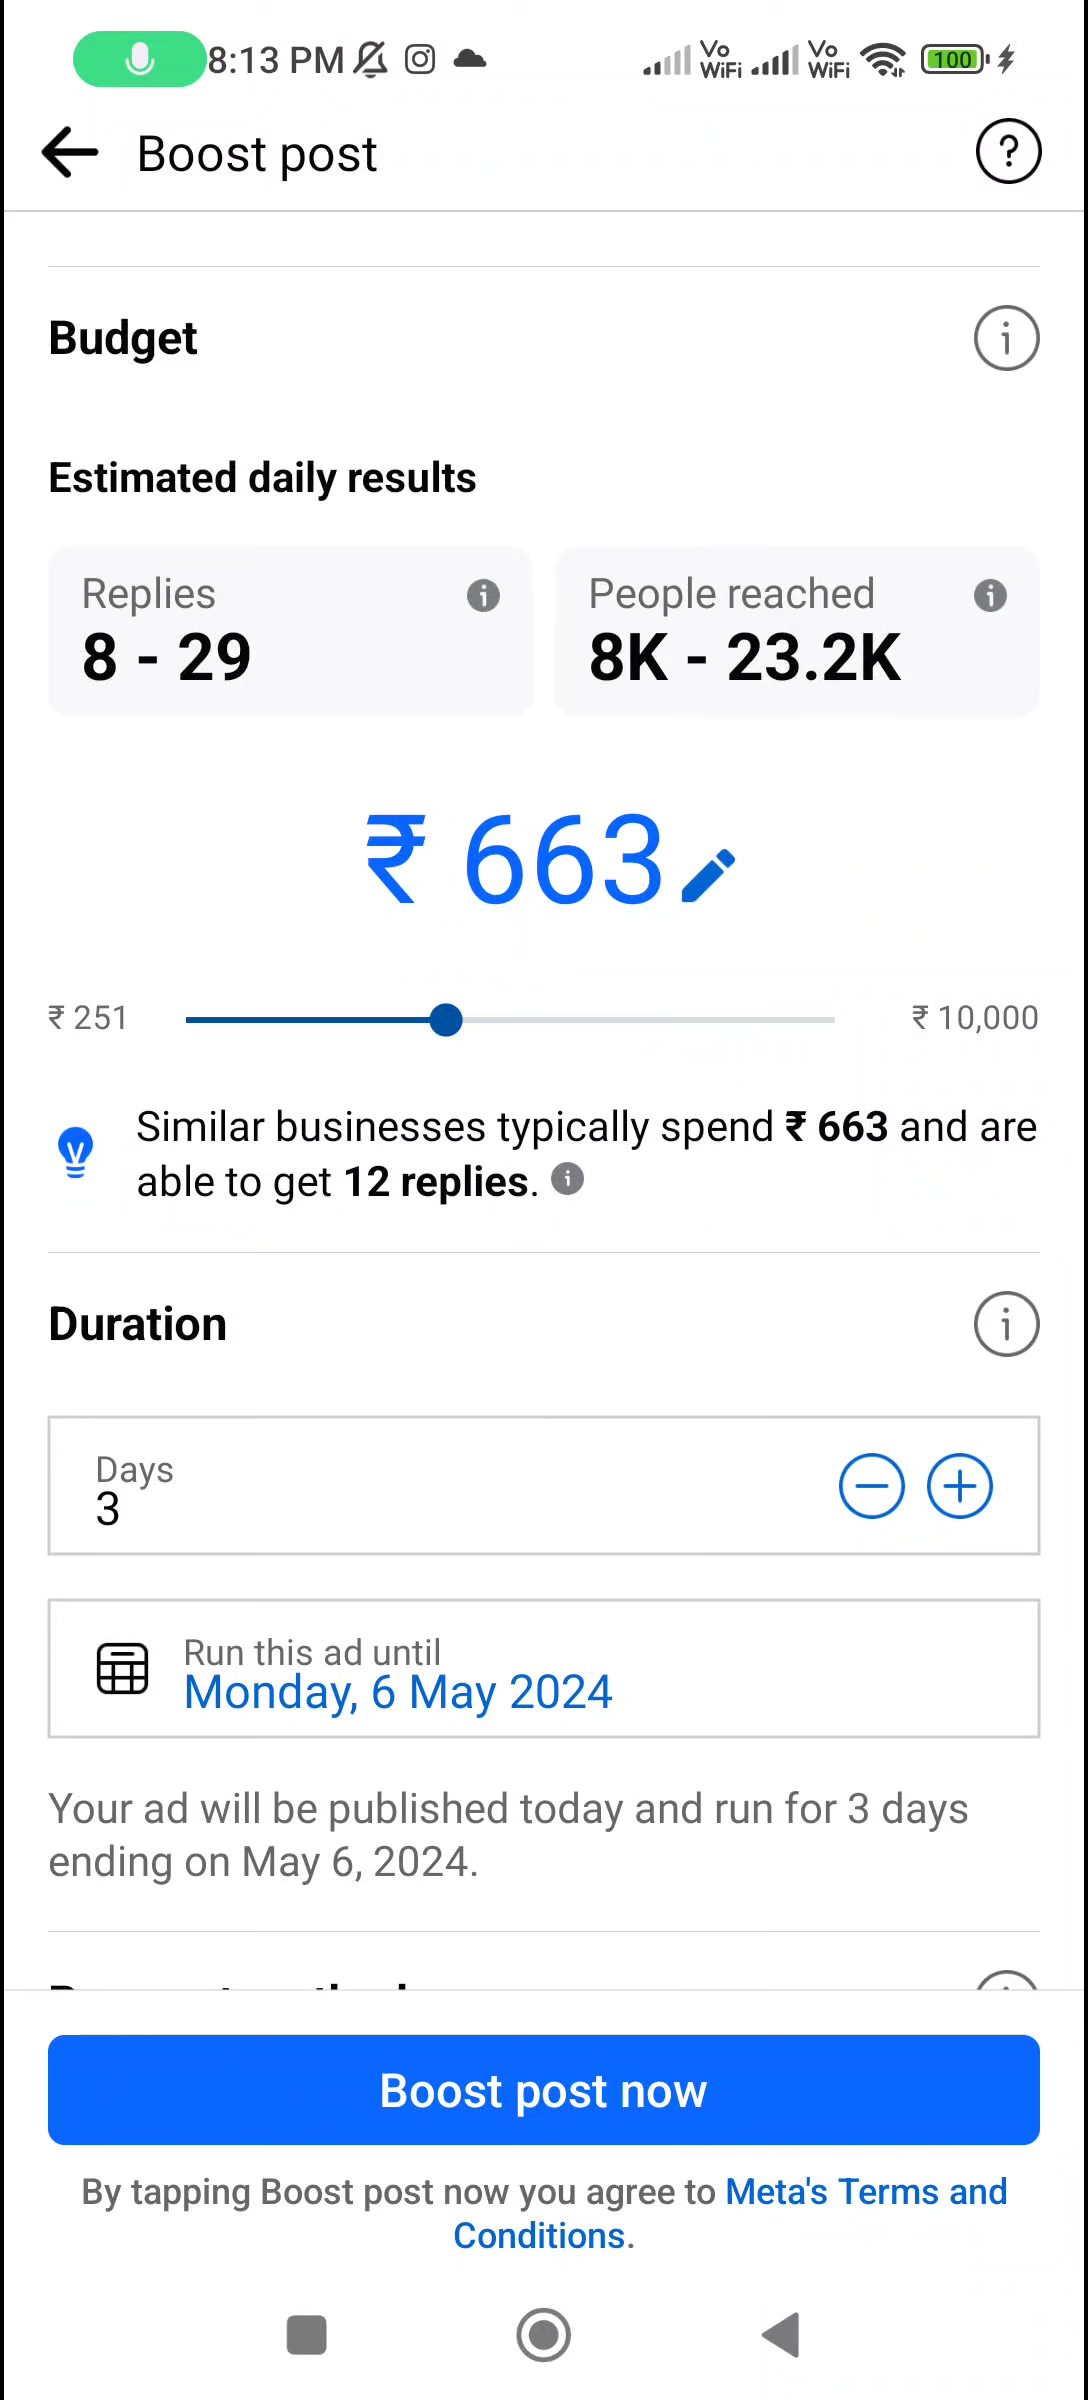 8:13 PM
Vo WiFi
Vo WiFi
100
Boost post
?
Budget
Estimated daily results
Replies
8 - 29
People reached
8K - 23.2K
₹ 663
₹ 251
₹ 10,000
Similar businesses typically spend ₹ 663 and are
able to get 12 replies.
Duration
Days
3
Run this ad until
Monday, 6 May 2024
Your ad will be published today and run for 3 days
ending on May 6, 2024.
Boost post now
By tapping Boost post now you agree to Meta's Terms and
Conditions.